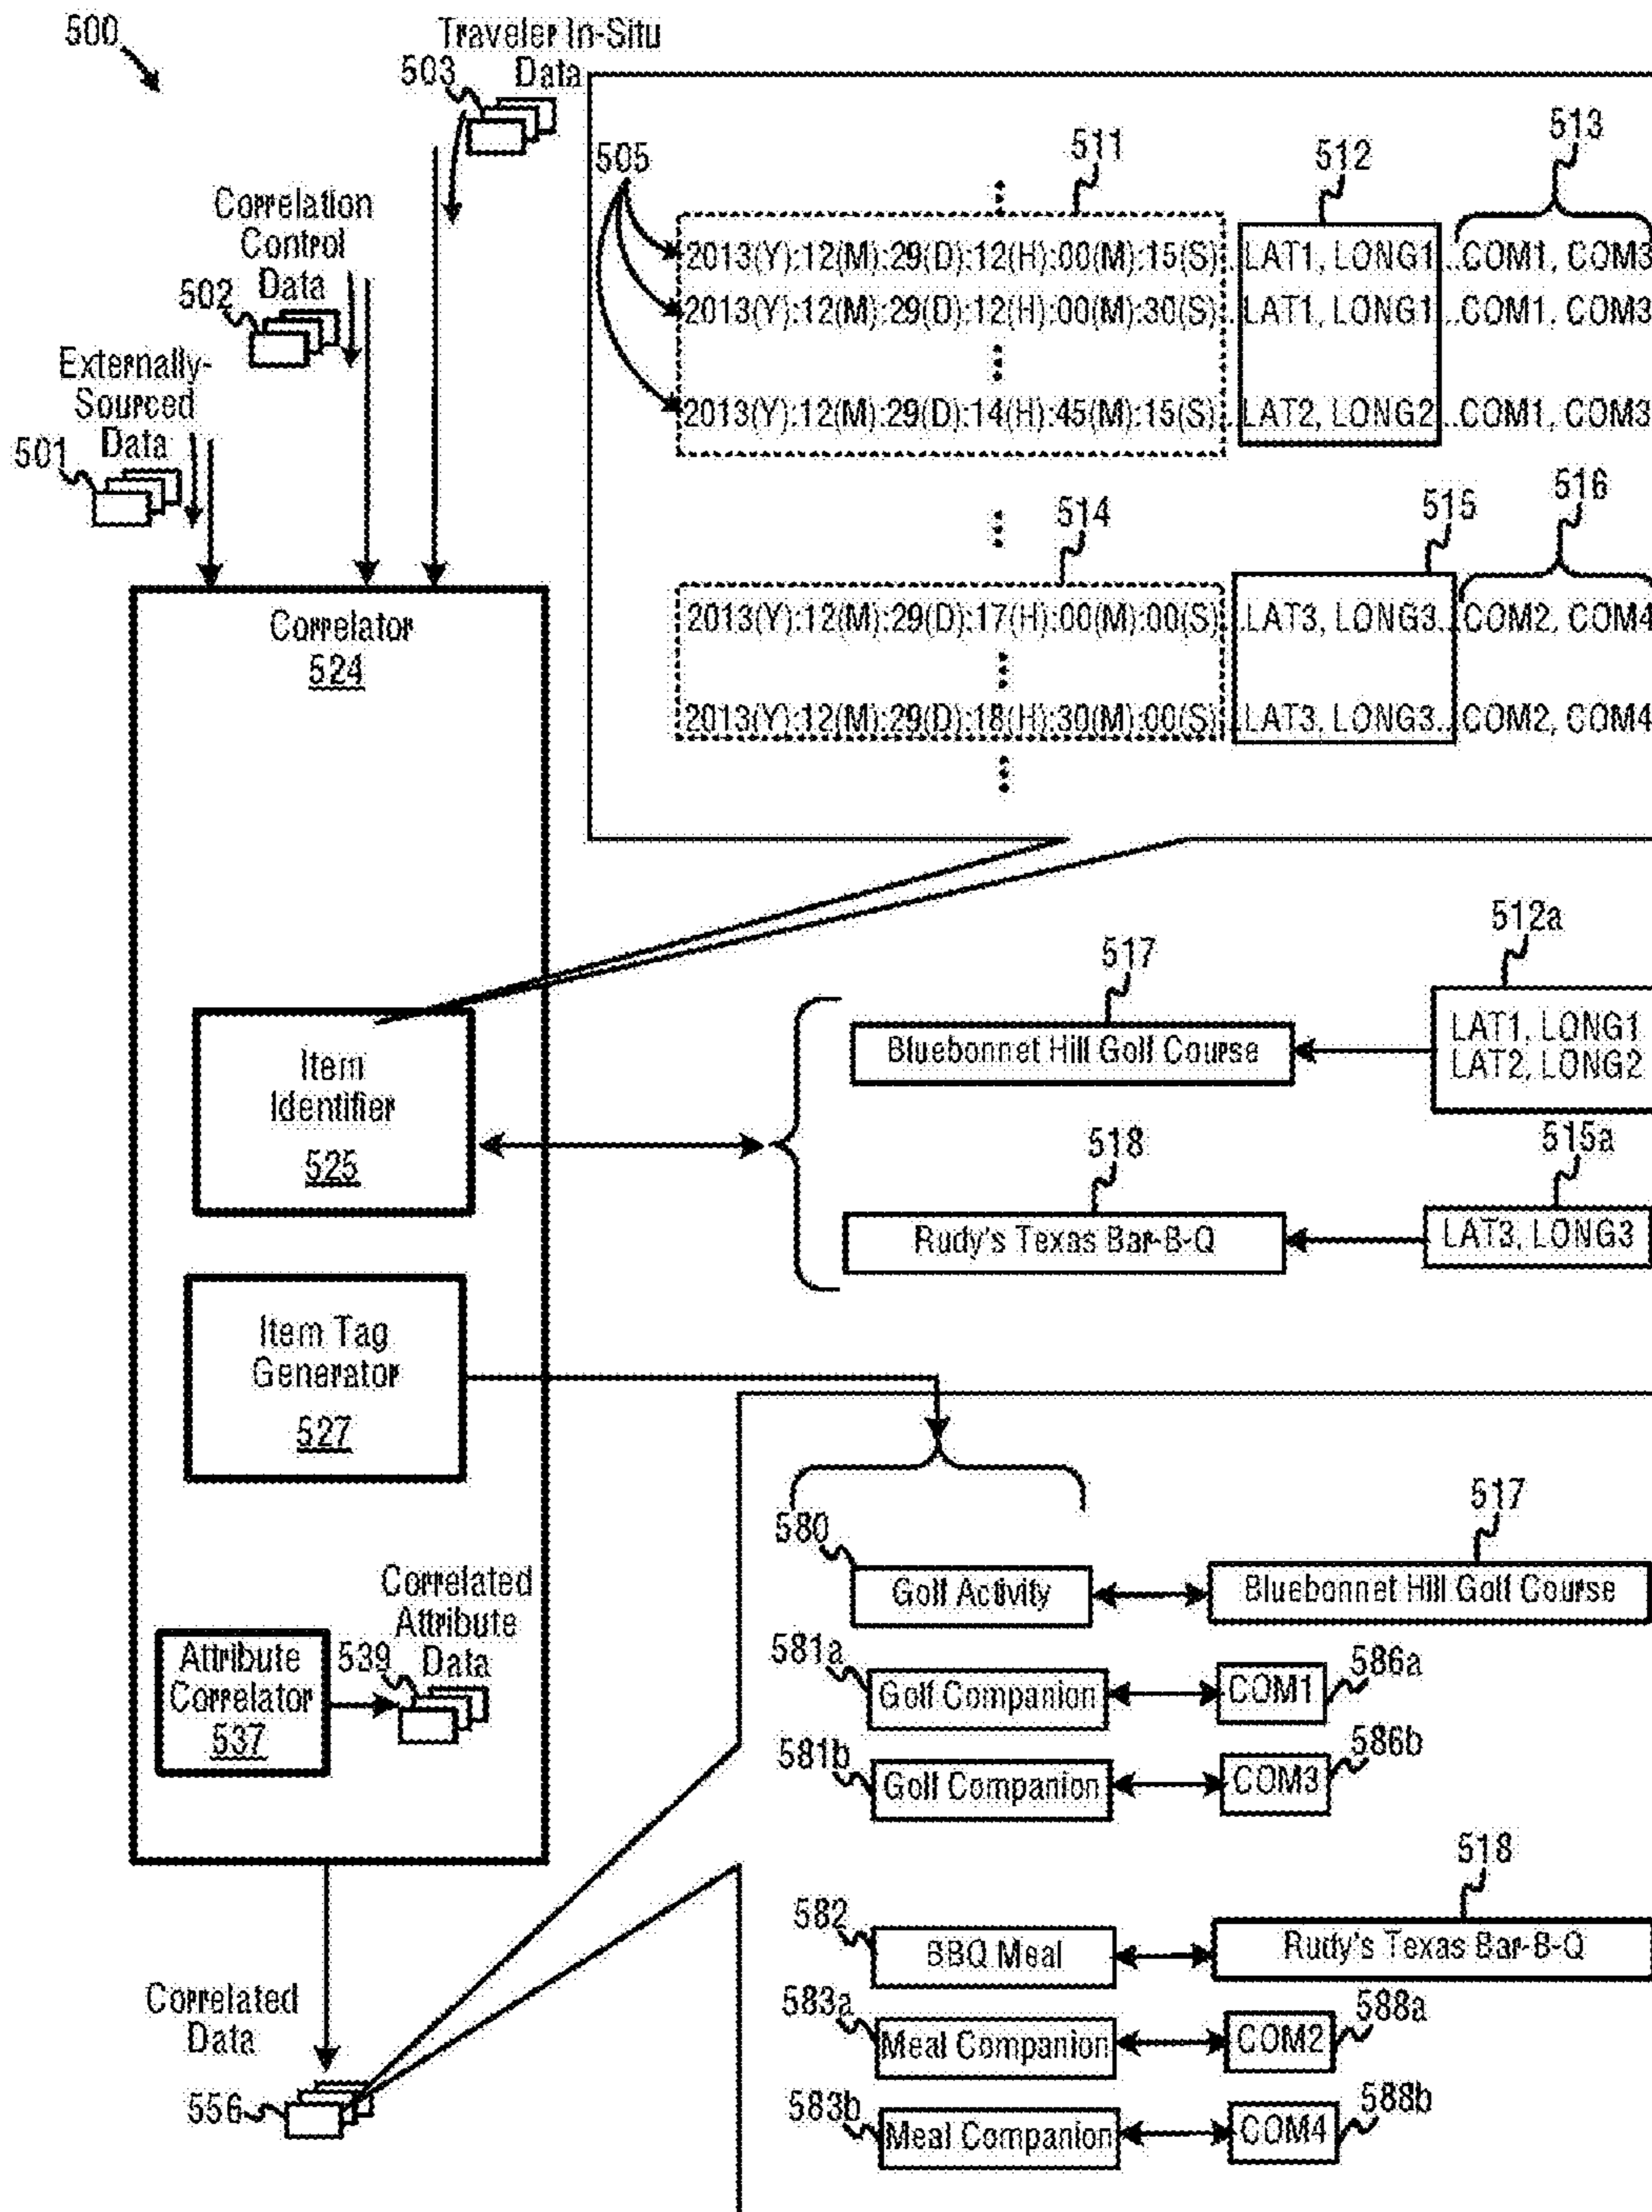 500
Traveler In-Situ
Data
503
Correlation
Control
Data
502
Externally-
Sourced
Data
501
505
511
512
513
2013(Y):12(M):29(D):12(H):00(M):15(S)...LAT1, LONG1...COM1, COM3
2013(Y):12(M):29(D):12(H):00(M):30(S)...LAT1, LONG1...COM1, COM3
2013(Y):12(M):29(D):14(H):45(M):15(S)...LAT2, LONG2...COM1, COM3
514
515
516
2013(Y):12(M):29(D):17(H):00(M):00(S)...LAT3, LONG3...COM2, COM4
2013(Y):12(M):29(D):18(H):30(M):00(S)...LAT3, LONG3...COM2, COM4
Correlator
524
Item
Identifier
525
517
Bluebonnet Hill Golf Course
512a
LAT1, LONG1
LAT2, LONG2
518
Rudy's Texas Bar-B-Q
515a
LAT3, LONG3
Item Tag
Generator
527
580
Golf Activity
517
Bluebonnet Hill Golf Course
581a
Golf Companion
COM1
586a
581b
Golf Companion
COM3
586b
Attribute
Correlator
537
539
Correlated
Attribute
Data
582
BBQ Meal
518
Rudy's Texas Bar-B-Q
583a
Meal Companion
COM2
588a
583b
Meal Companion
COM4
588b
Correlated
Data
556